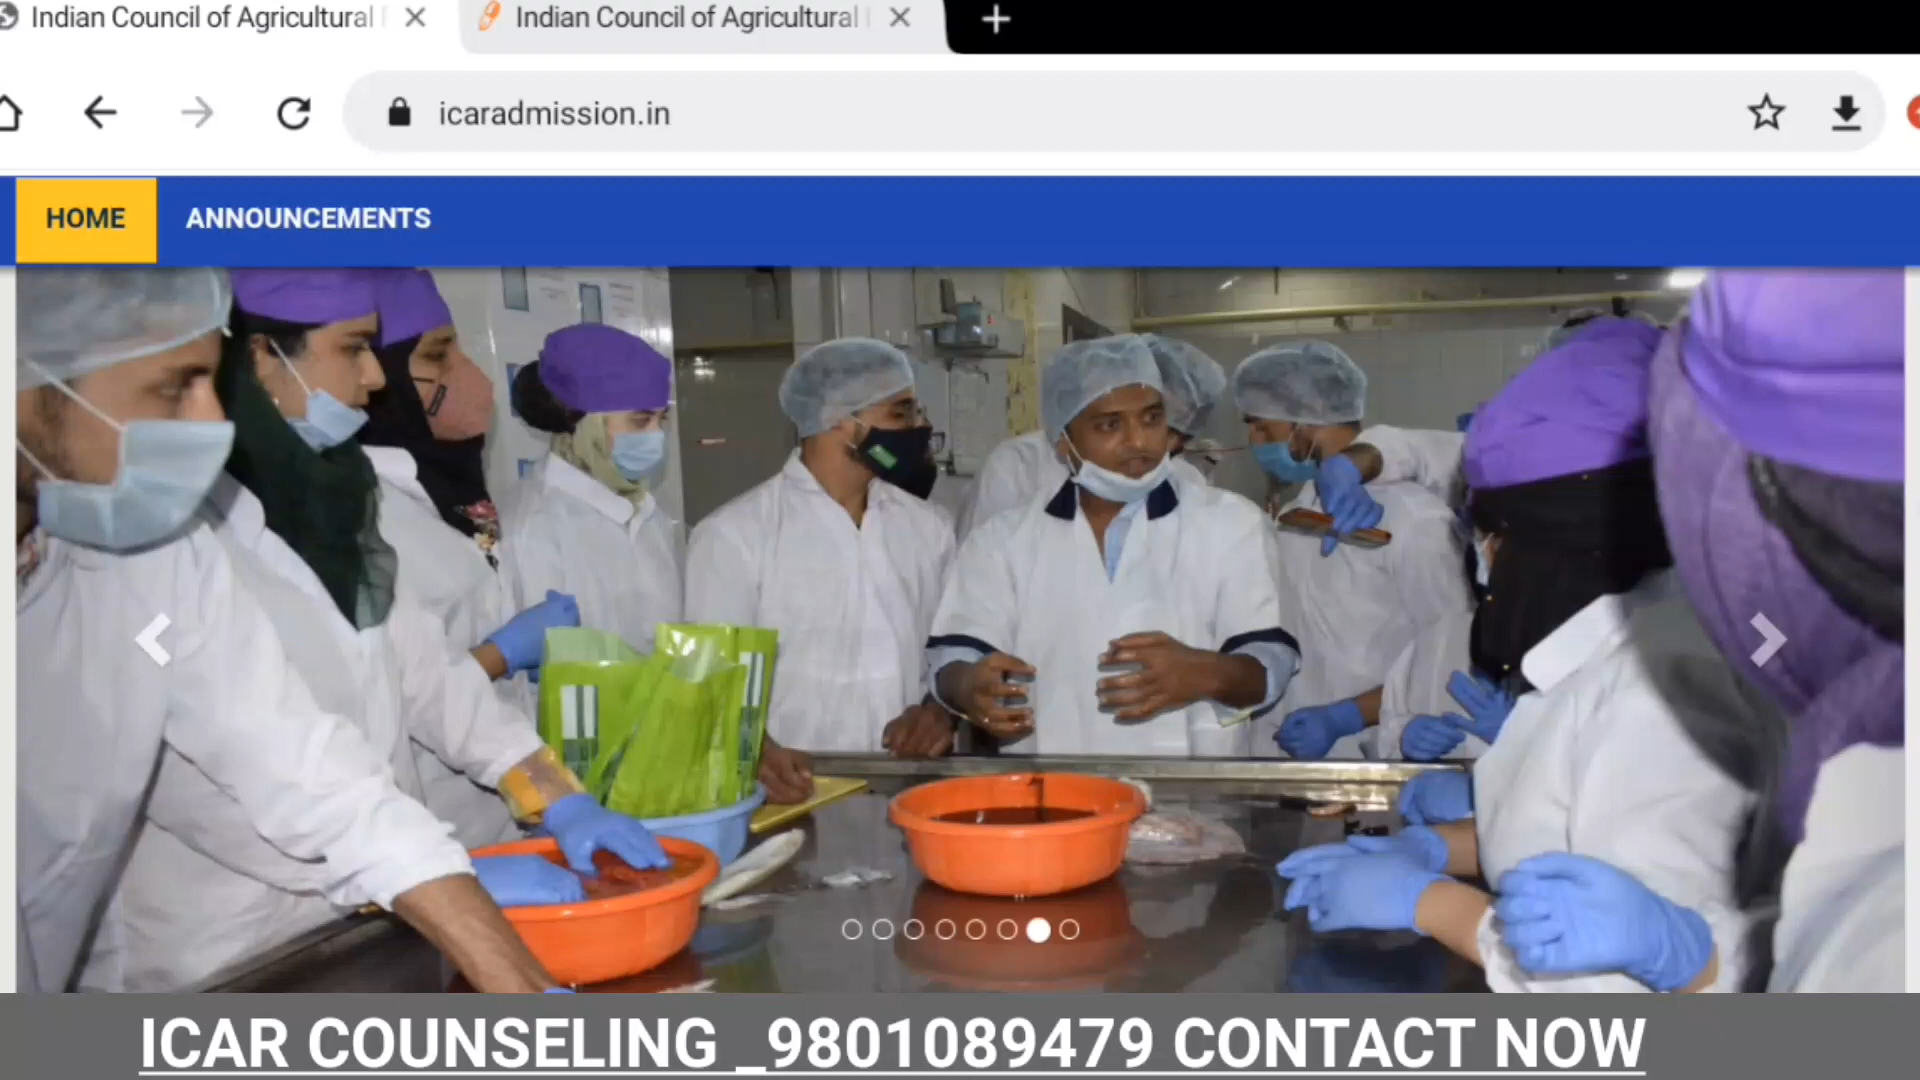 Indian Council of Agricultural
Indian Council of Agricultural
icaradmission.in
HOME
ANNOUNCEMENTS
ICAR COUNSELING _9801089479 CONTACT NOW